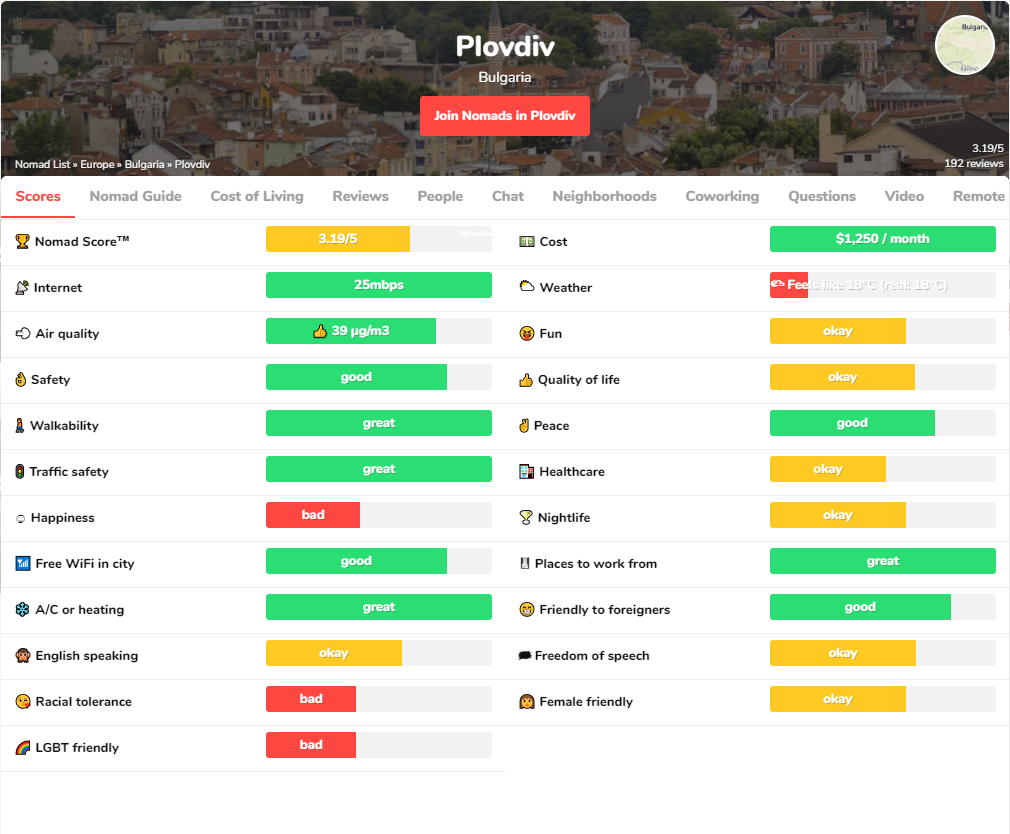 Plovdiv
Bulgaria
Join Nomads in Plovdiv
Nomad List » Europe » Bulgaria » Plovdiv
3.19/5
192 reviews
Scores Nomad Guide Cost of Living Reviews People Chat Neighborhoods Coworking Questions Video Remote
Nomad Score™ 3.19/5 Cost $1,250 / month
Internet 25mbps Weather Feels like 18°C (real: 18°C)
Air quality 👍 39 µg/m3 Fun okay
Safety good Quality of life okay
Walkability great Peace good
Traffic safety great Healthcare okay
Happiness bad Nightlife okay
Free WiFi in city good Places to work from great
A/C or heating great Friendly to foreigners good
English speaking okay Freedom of speech okay
Racial tolerance bad Female friendly okay
LGBT friendly bad